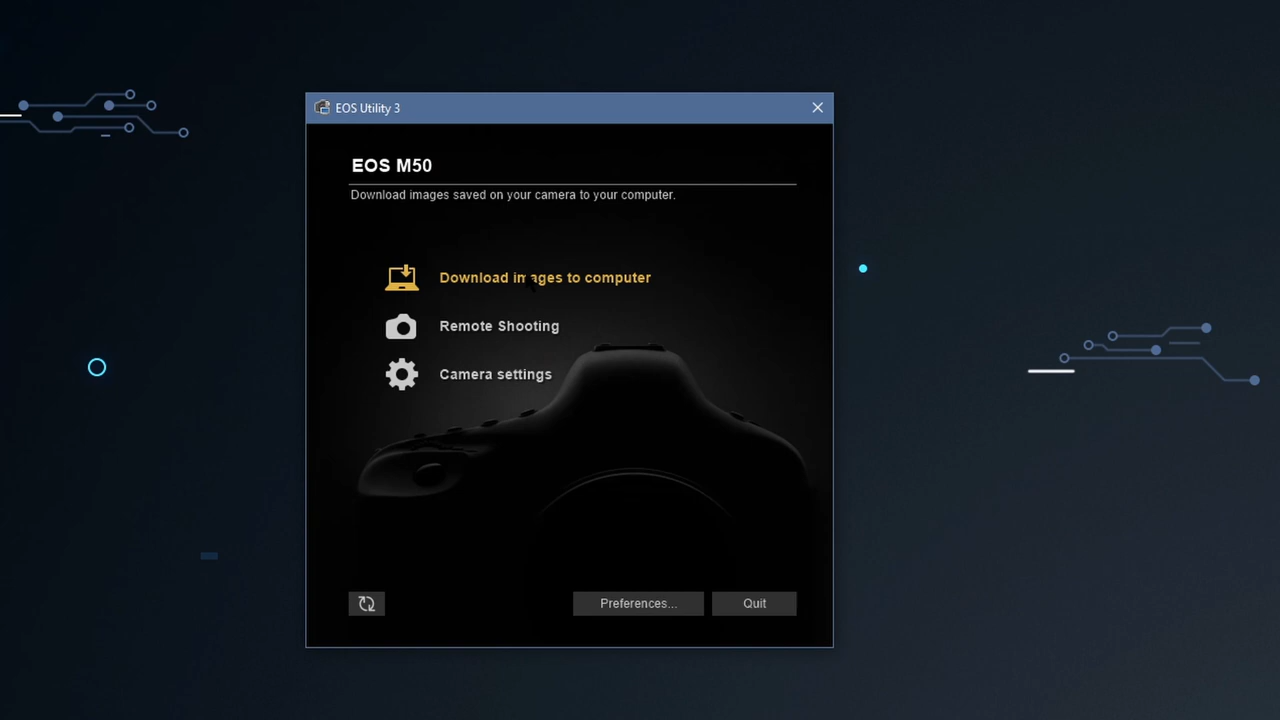 EOS Utility 3
EOS M50
Download images saved on your camera to your computer.
Download images to computer
Remote Shooting
Camera settings
Preferences...
Quit